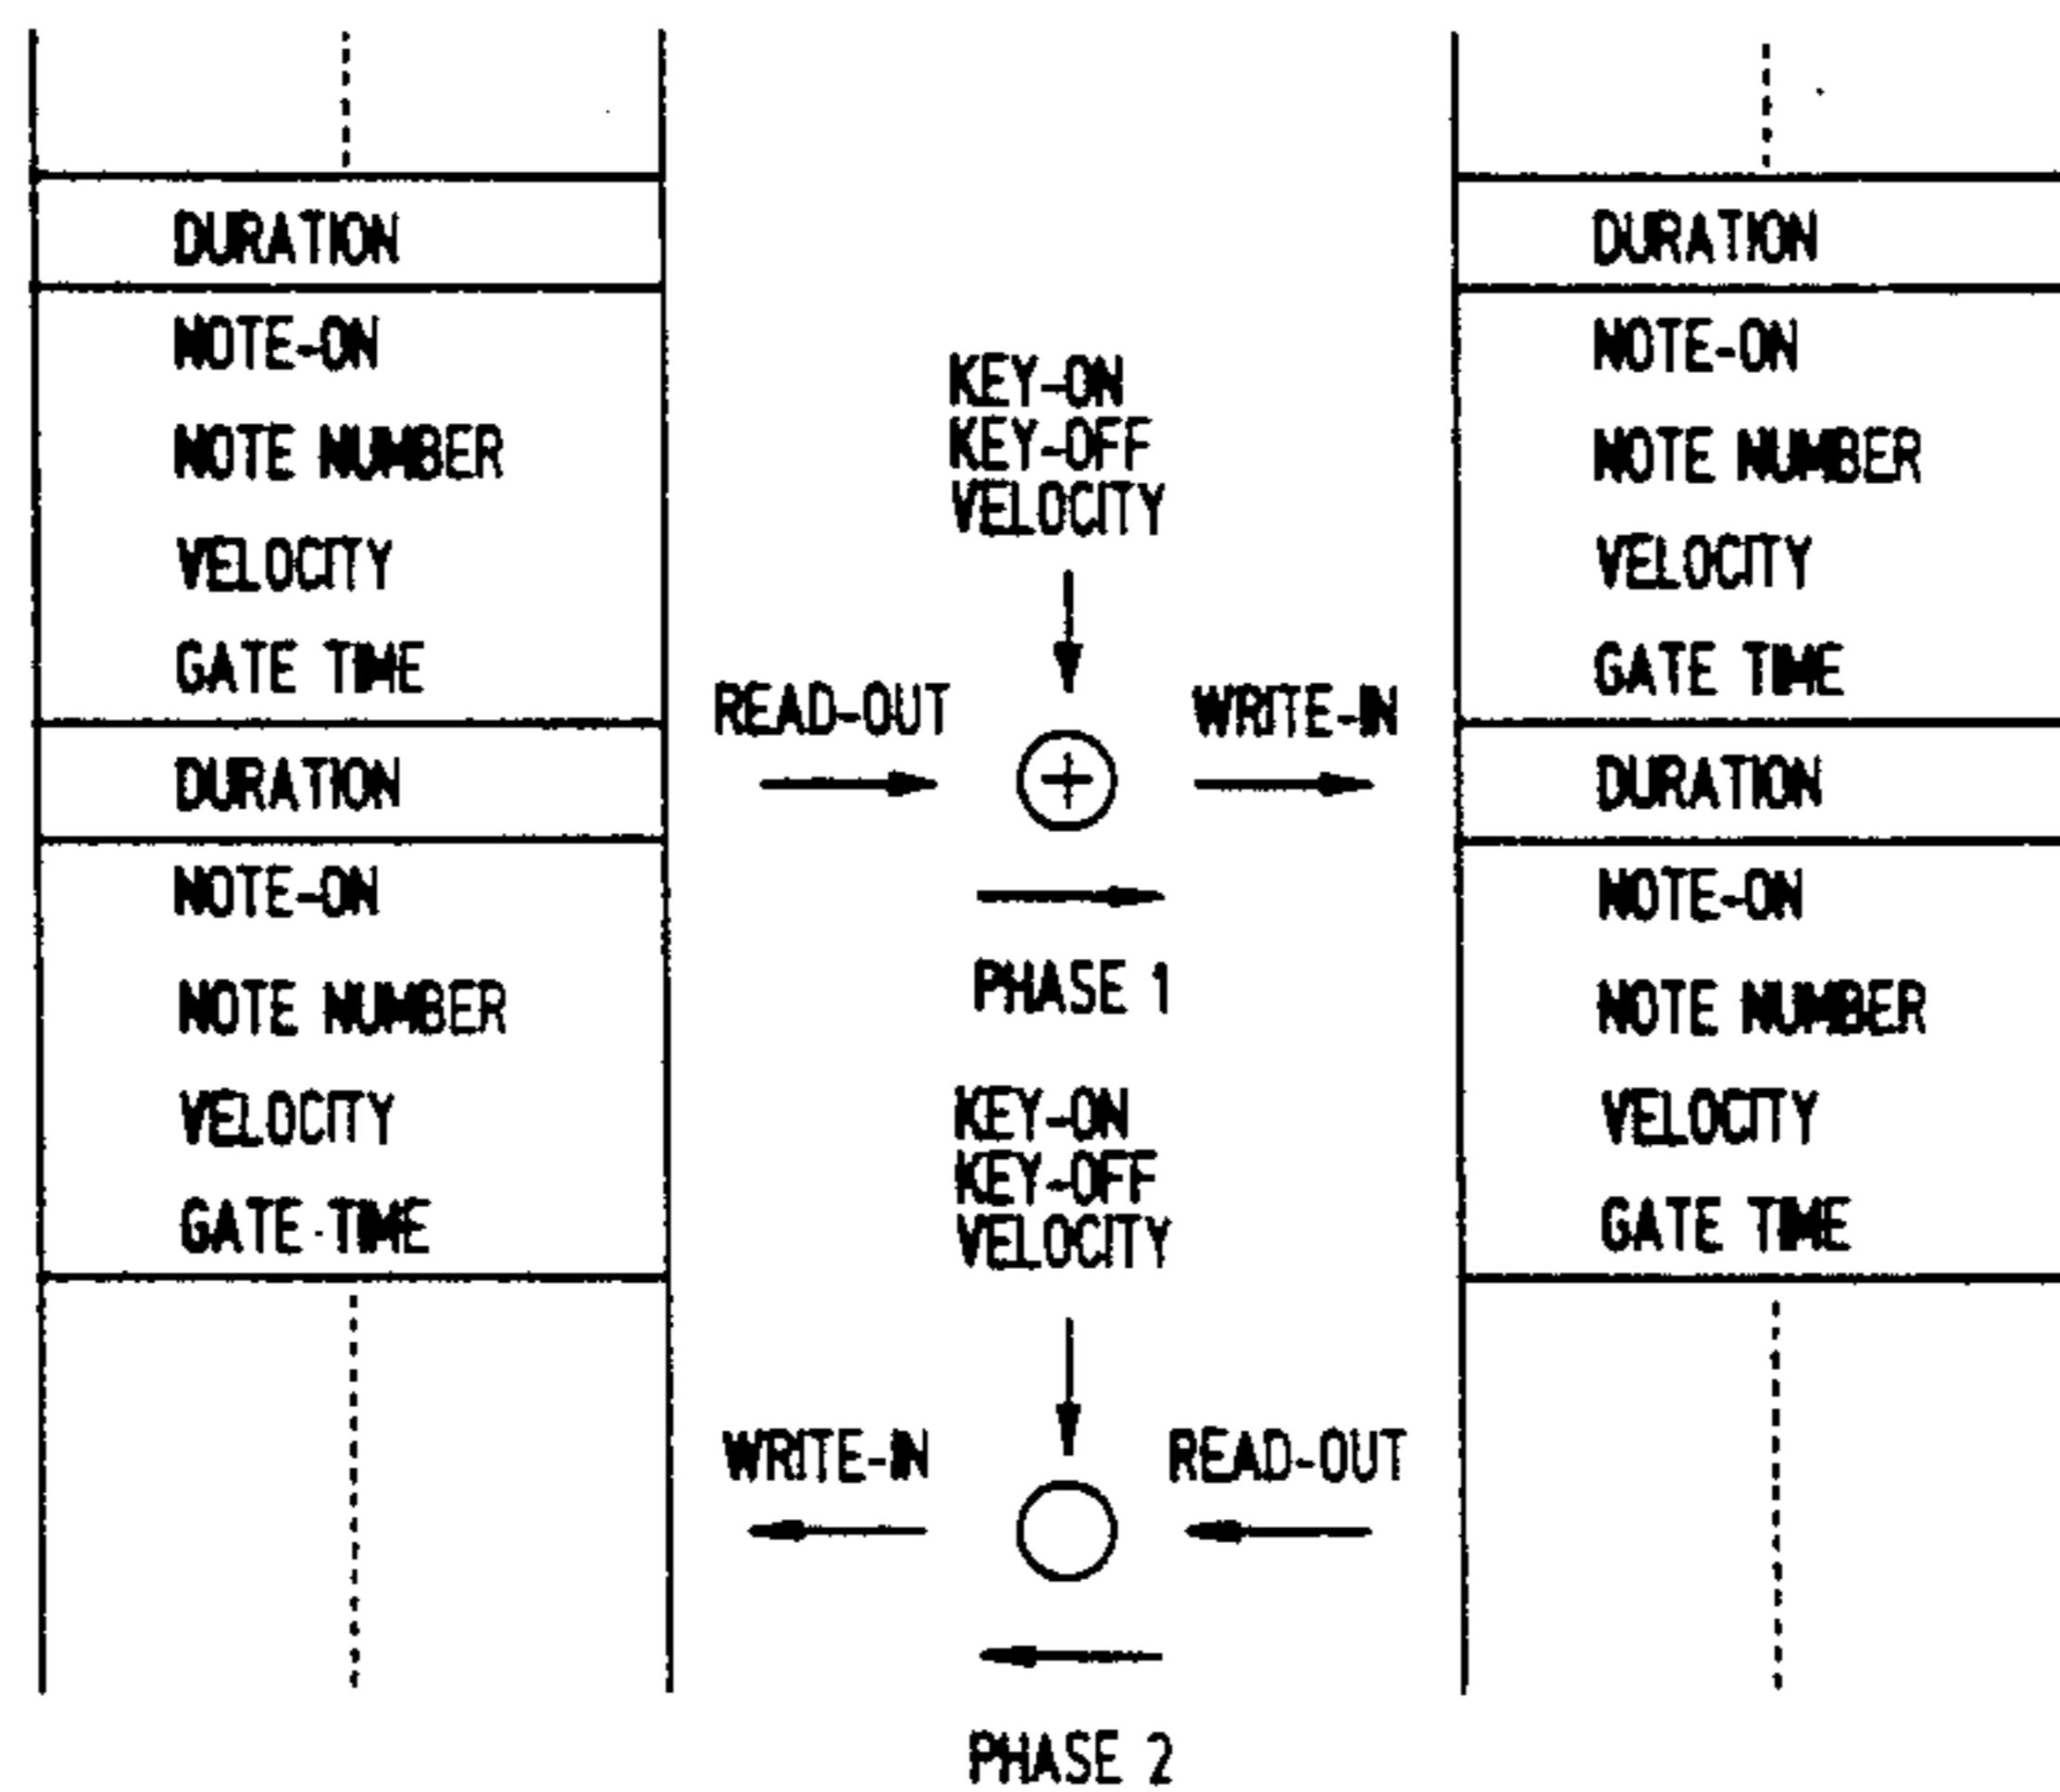 DURATION
NOTE-ON
NOTE NUMBER
VELOCITY
GATE TIME
DURATION
NOTE-ON
NOTE NUMBER
VELOCITY
GATE TIME
KEY-ON
KEY-OFF
VELOCITY
READ-OUT
WRITE-IN
PHASE 1
KEY-ON
KEY-OFF
VELOCITY
WRITE-IN
READ-OUT
PHASE 2
DURATION
NOTE-ON
NOTE NUMBER
VELOCITY
GATE TIME
DURATION
NOTE-ON
NOTE NUMBER
VELOCITY
GATE TIME